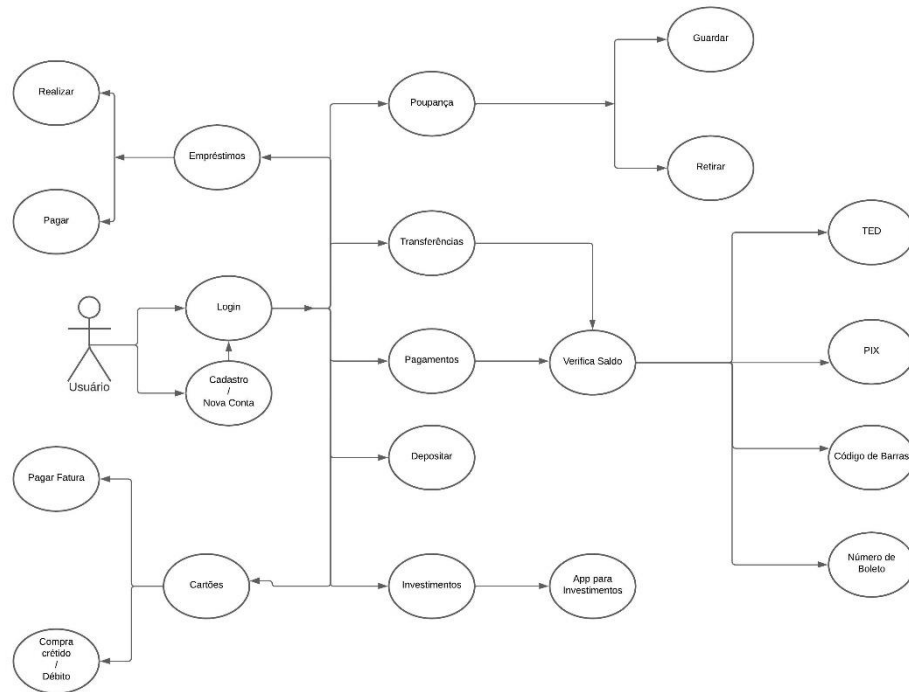 Guardar
Realizar
Poupança
Empréstimos
Retirar
Pagar
TED
Transferências
Login
PIX
Pagamentos
Verifica Saldo
Usuário
Cadastro
/
Nova Conta
Depositar
Código de Barras
Pagar Fatura
Número de
Boleto
Cartões
Investimentos
App para
Investimentos
Compra
crétido
/
Débito